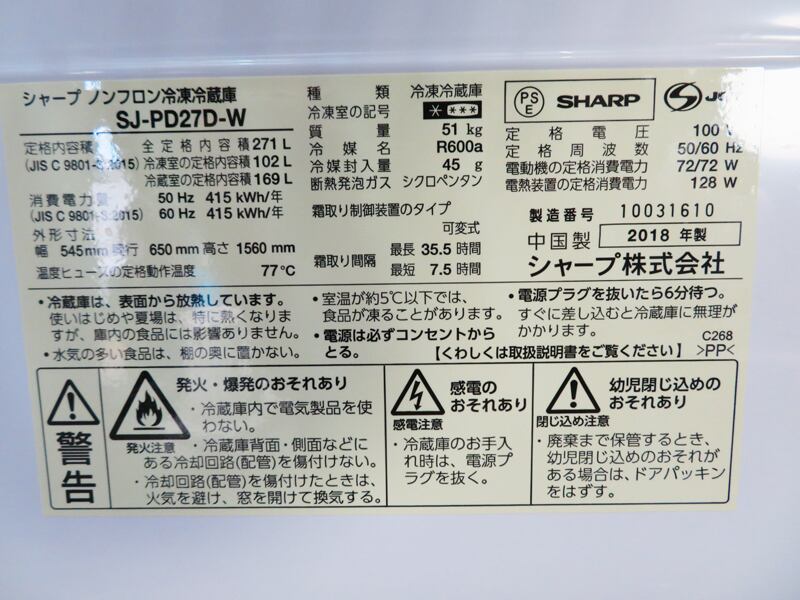 シャープ ノンフロン冷凍冷蔵庫
SJ-PD27D-W
定格内容積 全定格内容積 271 L
(JIS C 9801-3:2015) 冷凍室の定格内容積 102 L
冷蔵室の定格内容積 169 L
消費電力量 50 Hz 415 kWh/年
(JIS C 9801-3:2015) 60 Hz 415 kWh/年
外形寸法
幅 545mm 奥行 650 mm 高さ 1560 mm
温度ヒューズの定格動作温度 77℃
種類 冷凍冷蔵庫
冷凍室の記号 * ***
質量 51 kg
冷媒名 R600a
冷媒封入量 45 g
断熱発泡ガス シクロペンタン
霜取り制御装置のタイプ
可変式
霜取り間隔 最長 35.5 時間
最短 7.5 時間
PS
E
SHARP
定格電圧 100 V
定格周波数 50/60 Hz
電動機の定格消費電力 72/72 W
電熱装置の定格消費電力 128 W
製造番号 10031610
中国製 2018 年製
シャープ株式会社
・冷蔵庫は、表面から放熱しています。
使いはじめや夏場は、特に熱くなりま
すが、庫内の食品には影響ありません。
・水気の多い食品は、棚の奥に置かない。
・室温が約5℃以下では、
食品が凍ることがあります。
・電源は必ずコンセントから
とる。
・電源プラグを抜いたら6分待つ。
すぐに差し込むと冷蔵庫に無理が
かかります。
C268
【くわしくは取扱説明書をご覧ください】 >PP<
警告
発火・爆発のおそれあり
発火注意
・冷蔵庫内で電気製品を使
わない。
・冷蔵庫背面・側面などに
ある冷却回路(配管)を傷付けない。
・冷却回路(配管)を傷付けたときは、
火気を避け、窓を開けて換気する。
感電の
おそれあり
感電注意
・冷蔵庫のお手入
れ時は、電源プ
ラグを抜く。
幼児閉じ込めの
おそれあり
閉じ込め注意
・廃棄まで保管するとき、
幼児閉じ込めのおそれが
ある場合は、ドアパッキン
をはずす。